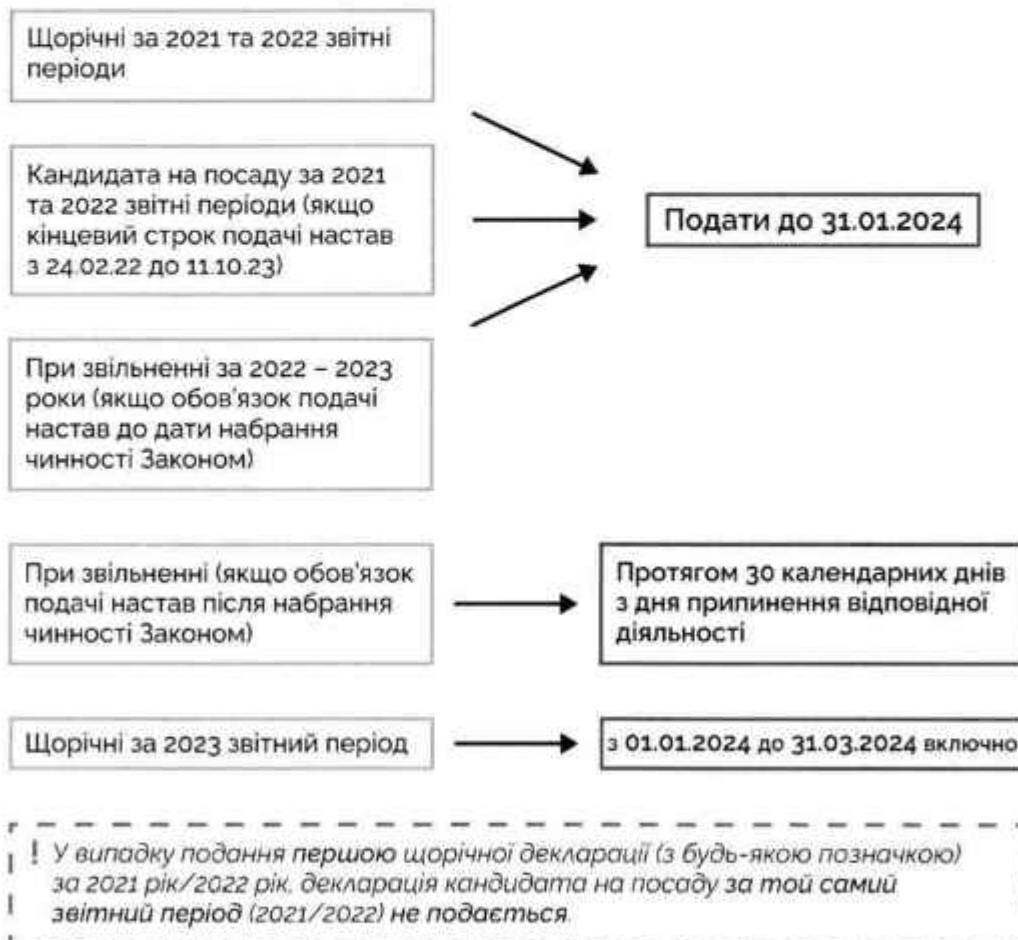 Щорічні за 2021 та 2022 звітні
періоди
Кандидата на посаду за 2021
та 2022 звітні періоди (якщо
кінцевий строк подачі настав
з 24.02.22 до 11.10.23)
Подати до 31.01.2024
При звільненні за 2022 – 2023
роки (якщо обов'язок подачі
настав до дати набрання
чинності Законом)
При звільненні (якщо обов'язок
подачі настав після набрання
чинності Законом)
Протягом 30 календарних днів
з дня припинення відповідної
діяльності
Щорічні за 2023 звітний період
з 01.01.2024 до 31.03.2024 включно
! У випадку подання першою щорічної декларації (з будь-якою позначкою)
за 2021 рік/2022 рік, декларація кандидата на посаду за той самий
звітний період (2021/2022) не подається.